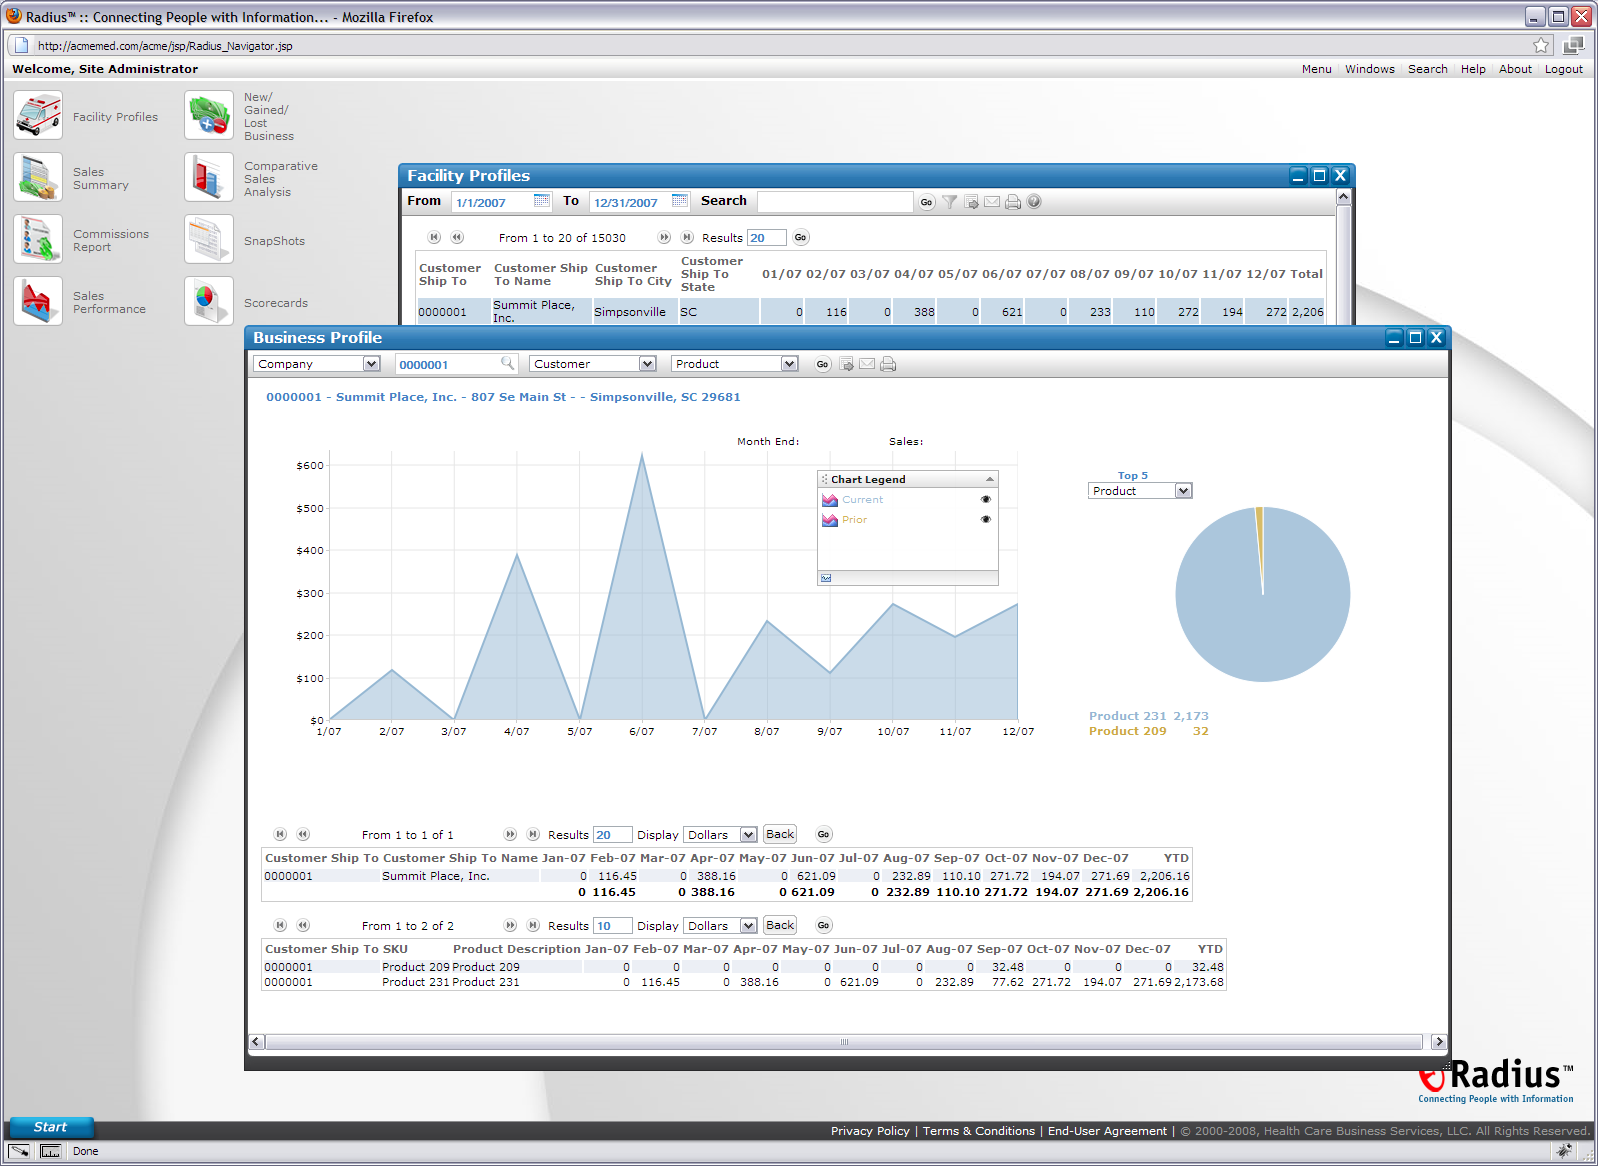 Radius™ :: Connecting People with Information... - Mozilla Firefox
http://acmemed.com/acme/jsp/Radius_Navigator.jsp
Welcome, Site Administrator
Menu Windows Search Help About Logout
Facility Profiles
New/
Gained/
Lost
Business
Sales
Summary
Comparative
Sales
Analysis
Commissions
Report
SnapShots
Sales
Performance
Scorecards
Facility Profiles
From 1/1/2007 To 12/31/2007 Search Go
From 1 to 20 of 15030 Results 20 Go
Customer Ship To Customer Ship To Name Customer Ship To City Customer Ship To State 01/07 02/07 03/07 04/07 05/07 06/07 07/07 08/07 09/07 10/07 11/07 12/07 Total
0000001 Summit Place, Inc. Simpsonville SC 0 116 0 388 0 621 0 233 110 272 194 272 2,206
Business Profile
Company 0000001 Customer Product Go
0000001 - Summit Place, Inc. - 807 Se Main St - - Simpsonville, SC 29681
Month End: Sales:
$600
$500
$400
$300
$200
$100
$0
1/07 2/07 3/07 4/07 5/07 6/07 7/07 8/07 9/07 10/07 11/07 12/07
Chart Legend
Current
Prior
Top 5
Product
Product 231 2,173
Product 209 32
From 1 to 1 of 1 Results 20 Display Dollars Back Go
Customer Ship To Customer Ship To Name Jan-07 Feb-07 Mar-07 Apr-07 May-07 Jun-07 Jul-07 Aug-07 Sep-07 Oct-07 Nov-07 Dec-07 YTD
0000001 Summit Place, Inc. 0 116.45 0 388.16 0 621.09 0 232.89 110.10 271.72 194.07 271.69 2,206.16
0 116.45 0 388.16 0 621.09 0 232.89 110.10 271.72 194.07 271.69 2,206.16
From 1 to 2 of 2 Results 10 Display Dollars Back Go
Customer Ship To SKU Product Description Jan-07 Feb-07 Mar-07 Apr-07 May-07 Jun-07 Jul-07 Aug-07 Sep-07 Oct-07 Nov-07 Dec-07 YTD
0000001 Product 209 Product 209 0 0 0 0 0 0 0 0 32.48 0 0 0 32.48
0000001 Product 231 Product 231 0 116.45 0 388.16 0 621.09 0 232.89 77.62 271.72 194.07 271.69 2,173.68
Radius™
Connecting People with Information
Start
Privacy Policy | Terms & Conditions | End-User Agreement | © 2000-2008, Health Care Business Services, LLC. All Rights Reserved.
Done